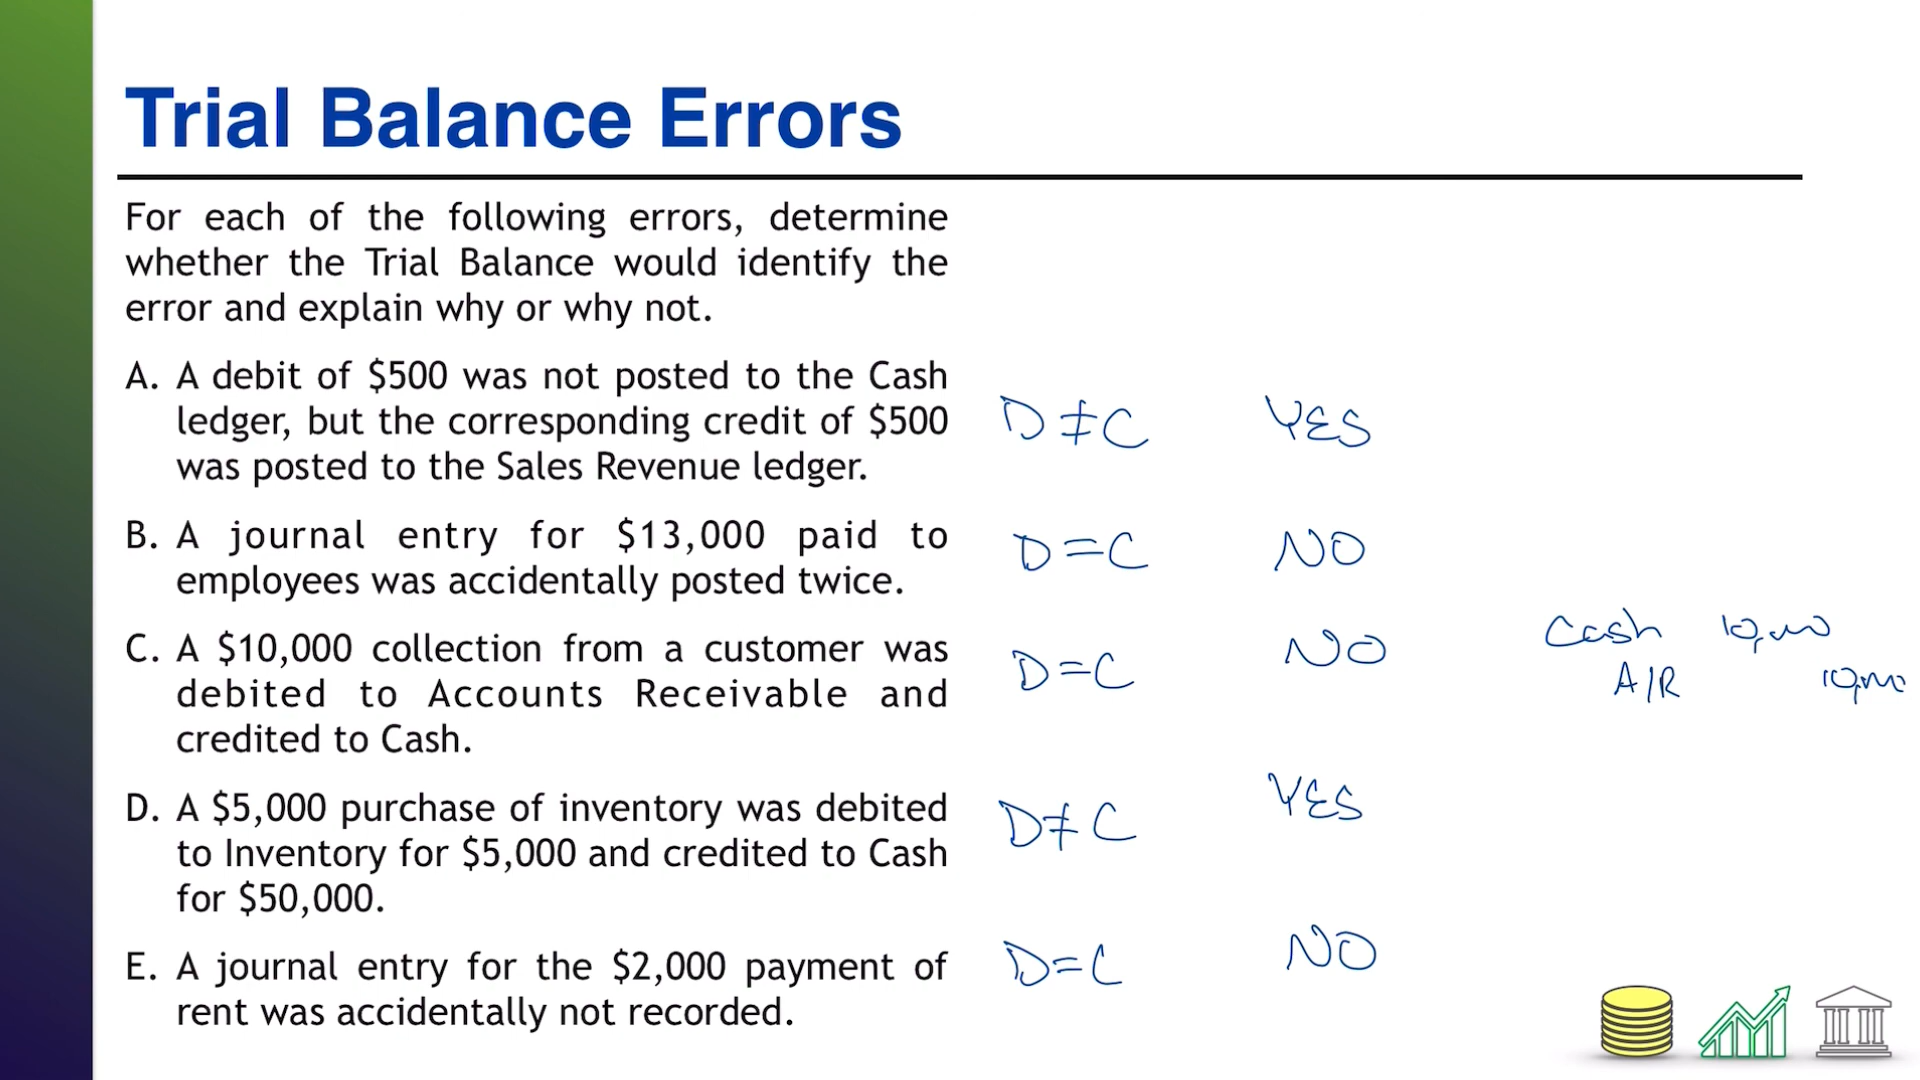 Trial Balance Errors
For each of the following errors, determine
whether the Trial Balance would identify the
error and explain why or why not.
A. A debit of $500 was not posted to the Cash
ledger, but the corresponding credit of $500
was posted to the Sales Revenue ledger.
D ≠ C YES
B. A journal entry for $13,000 paid to
employees was accidentally posted twice.
D = C NO
C. A $10,000 collection from a customer was
debited to Accounts Receivable and
credited to Cash.
D = C NO
Cash 10,000
A/R 10,000
D. A $5,000 purchase of inventory was debited
to Inventory for $5,000 and credited to Cash
for $50,000.
D ≠ C YES
E. A journal entry for the $2,000 payment of
rent was accidentally not recorded.
D = C NO